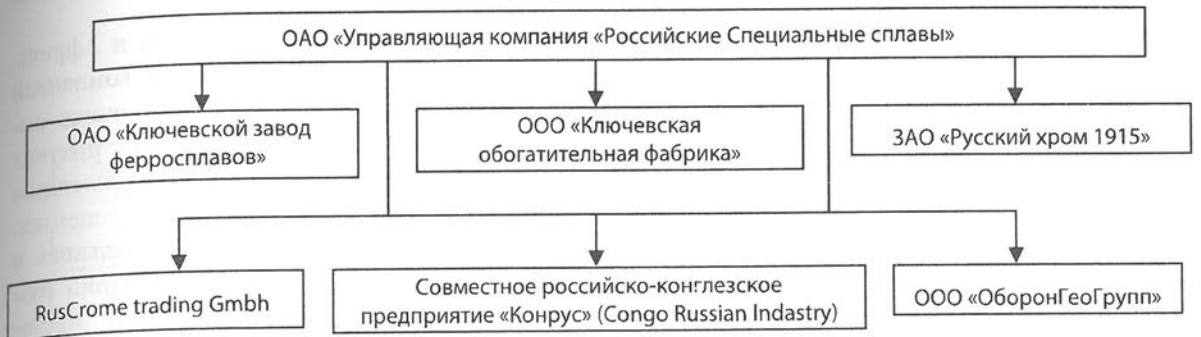 ОАО «Управляющая компания «Российские Специальные сплавы»
ОАО «Ключевской завод
ферросплавов»
ООО «Ключевская
обогатительная фабрика»
ЗАО «Русский хром 1915»
RusCrome trading Gmbh
Совместное российско-конглезское
предприятие «Конрус» (Congo Russian Indastry)
ООО «ОборонГеоГрупп»